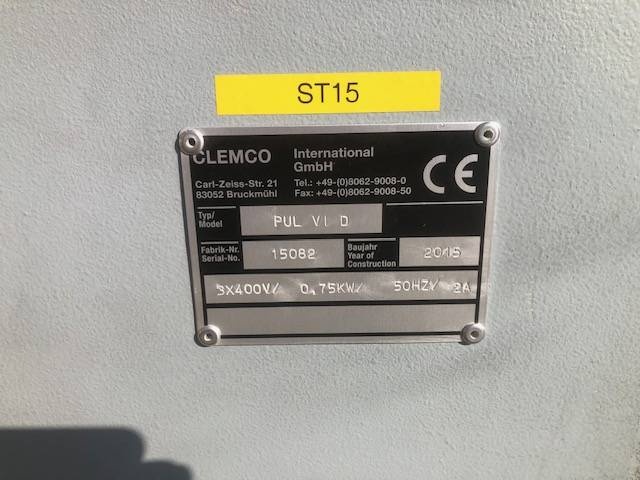 ST15
CLEMCO International GmbH
Carl-Zeiss-Str. 21
83052 Bruckmühl
Tel.: +49-(0)8062-9008-0
Fax: +49-(0)8062-9008-50
CE
Typ/ Model PUL VI D
Fabrik-Nr. Serial-No. 15082
Baujahr Year of Construction 2015
3X400V/ 0,75KW/ 50HZ/ 2A